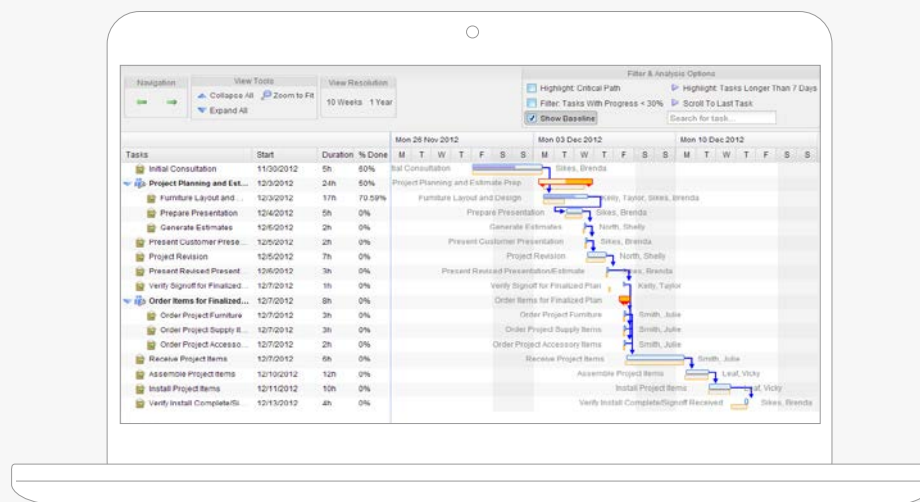 Navigation
View Tools
Collapse All Zoom to Fit
Expand All
View Resolution
10 Weeks 1 Year
Filter & Analysis Options
Highlight Critical Path Highlight Tasks Longer Than 7 Days
Filter: Tasks With Progress < 30% Scroll To Last Task
Show Baseline Search for task...
Mon 26 Nov 2012 Mon 03 Dec 2012 Mon 10 Dec 2012
Tasks Start Duration % Done M T W T F S S M T W T F S S M T W T F S S
Initial Consultation 11/30/2012 5h 60% tial Consultation Sikes, Brenda
Project Planning and Est... 12/3/2012 24h 50% Project Planning and Estimate Prep
Furniture Layout and ... 12/3/2012 17h 70.59% Furniture Layout and Design Kelly, Taylor, Sikes, Brenda
Prepare Presentation 12/4/2012 5h 0% Prepare Presentation Sikes, Brenda
Generate Estimates 12/5/2012 2h 0% Generate Estimates North, Shelly
Present Customer Prese... 12/5/2012 2h 0% Present Customer Presentation Sikes, Brenda
Project Revision 12/5/2012 7h 0% Project Revision North, Shelly
Present Revised Present... 12/6/2012 3h 0% Present Revised Presentation/Estimate Brenda
Verify Signoff for Finalized... 12/7/2012 1h 0% Verify Signoff for Finalized Plan Kelly, Taylor
Order Items for Finalized... 12/7/2012 8h 0% Order Items for Finalized Plan
Order Project Furniture 12/7/2012 3h 0% Order Project Furniture Smith, Julie
Order Project Supply It... 12/7/2012 3h 0% Order Project Supply Items Smith, Julie
Order Project Accesso... 12/7/2012 2h 0% Order Project Accessory Items Smith, Julie
Receive Project Items 12/7/2012 6h 0% Receive Project Items Smith, Julie
Assemble Project Items 12/10/2012 12h 0% Assemble Project Items Leaf, Vicky
Install Project Items 12/11/2012 10h 0% Install Project Items Leaf, Vicky
Verify Install Complete/Si... 12/13/2012 4h 0% Verify Install Complete/Signoff Received Sikes, Brenda